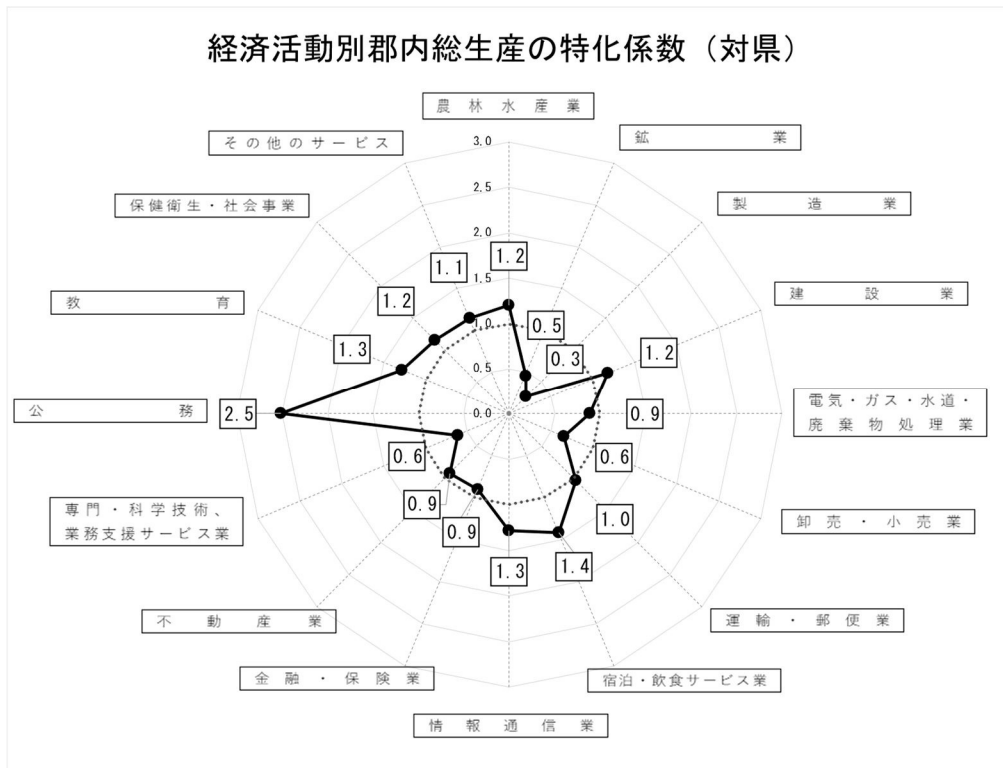 経済活動別郡内総生産の特化係数（対県）
農林水産業
鉱業
製造業
建設業
電気・ガス・水道・
廃棄物処理業
卸売・小売業
運輸・郵便業
宿泊・飲食サービス業
情報通信業
金融・保険業
不動産業
専門・科学技術、
業務支援サービス業
公務
教育
保健衛生・社会事業
その他のサービス
3.0
2.5
2.0
1.5
1.0
0.5
0.0
1.2
0.5
0.3
1.2
0.9
0.6
1.0
1.4
1.3
0.9
0.9
0.6
2.5
1.3
1.2
1.1